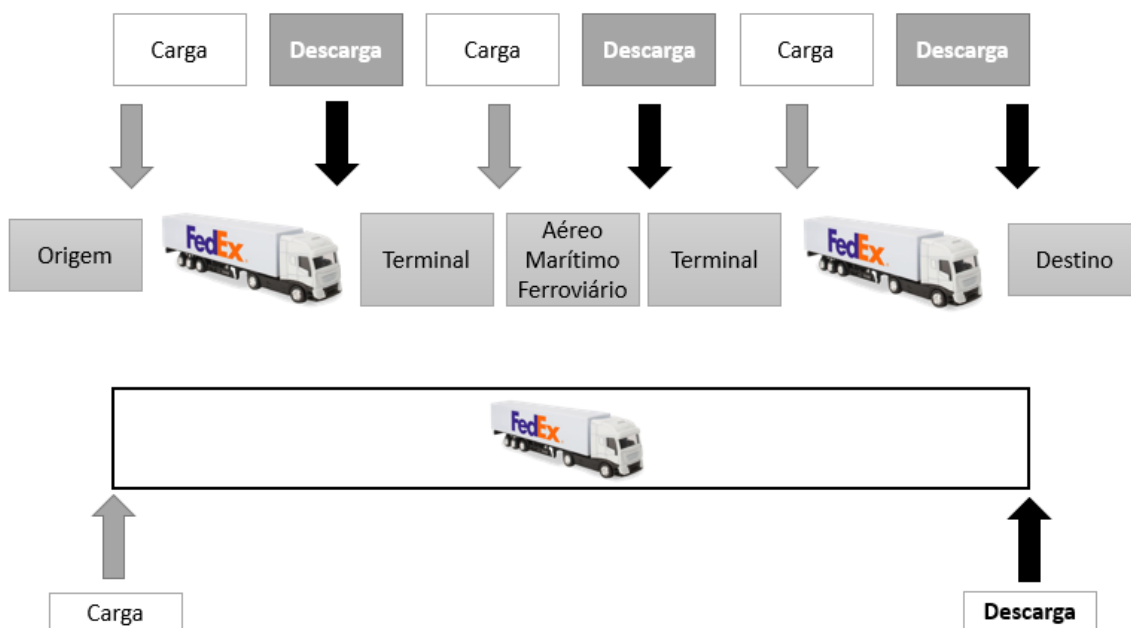 Carga
Descarga
Carga
Descarga
Carga
Descarga
Origem
FedEx
Terminal
Aéreo
Marítimo
Ferroviário
Terminal
FedEx
Destino
FedEx
Carga
Descarga